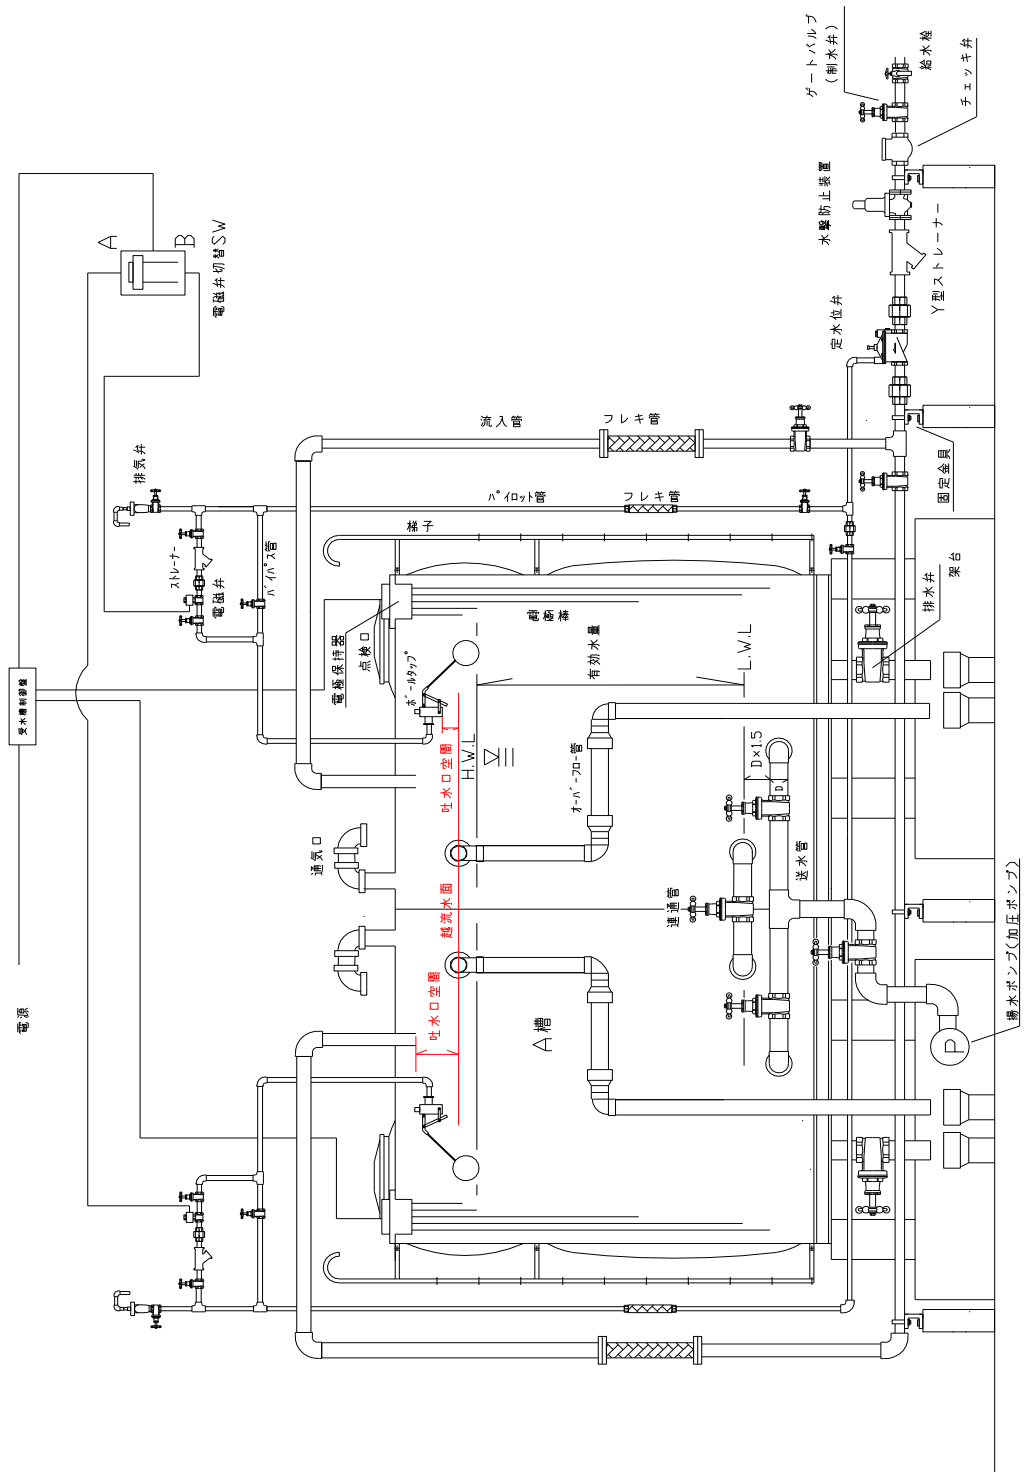 電源
受水槽制御盤
A
B
電磁弁切替SW
排気弁
ストレーナー
電磁弁
バイパス管
流入管
フレキ管
パイロット管
フレキ管
梯子
電極保持器
点検口
ボールタップ
電極棒
有効水量
H.W.L
L.W.L
吐水口空間
越流水面
吐水口空間
通気口
オーバーフロー管
D×1.5
D
連通管
送水管
A槽
P
揚水ポンプ(加圧ポンプ)
排水弁
架台
固定金具
定水位弁
Y型ストレーナー
水撃防止装置
ゲートバルブ
(制水弁)
給水栓
チェッキ弁